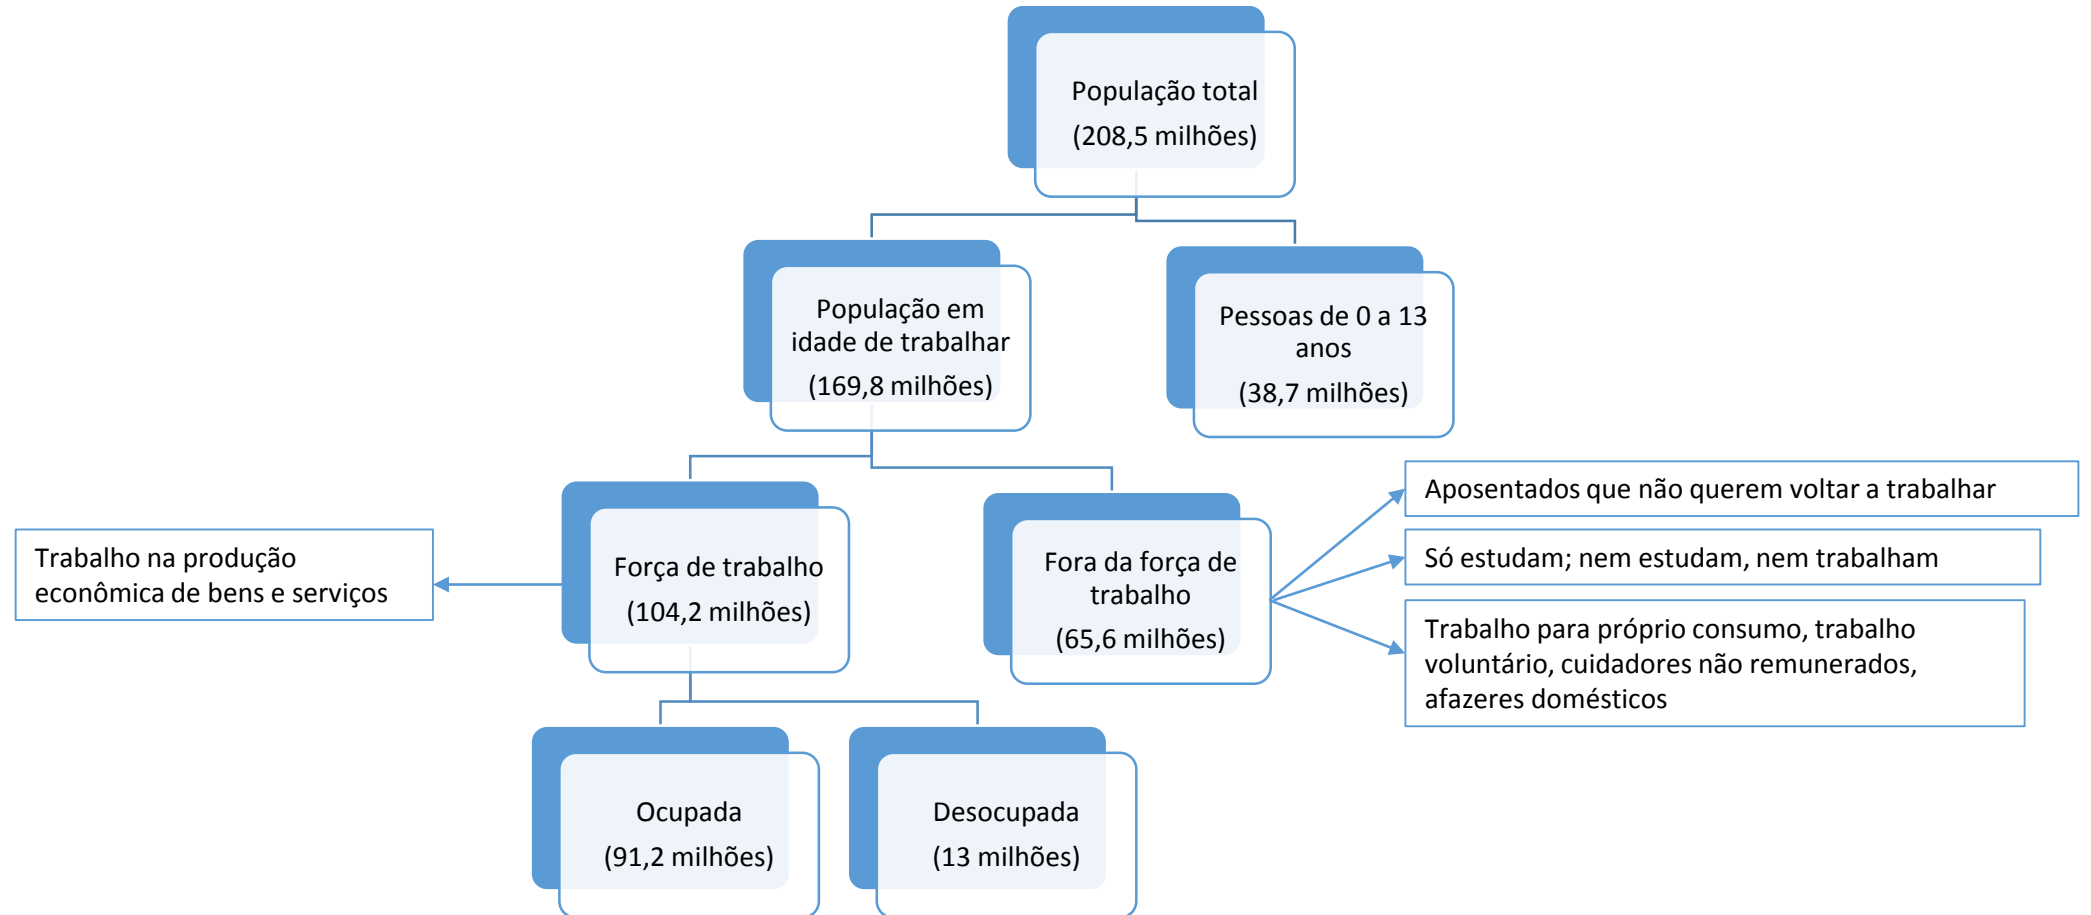 População total
(208,5 milhões)
População em
idade de trabalhar
(169,8 milhões)
Pessoas de 0 a 13
anos
(38,7 milhões)
Trabalho na produção
econômica de bens e serviços
Força de trabalho
(104,2 milhões)
Fora da força de
trabalho
(65,6 milhões)
Aposentados que não querem voltar a trabalhar
Só estudam; nem estudam, nem trabalham
Trabalho para próprio consumo, trabalho
voluntário, cuidadores não remunerados,
afazeres domésticos
Ocupada
(91,2 milhões)
Desocupada
(13 milhões)